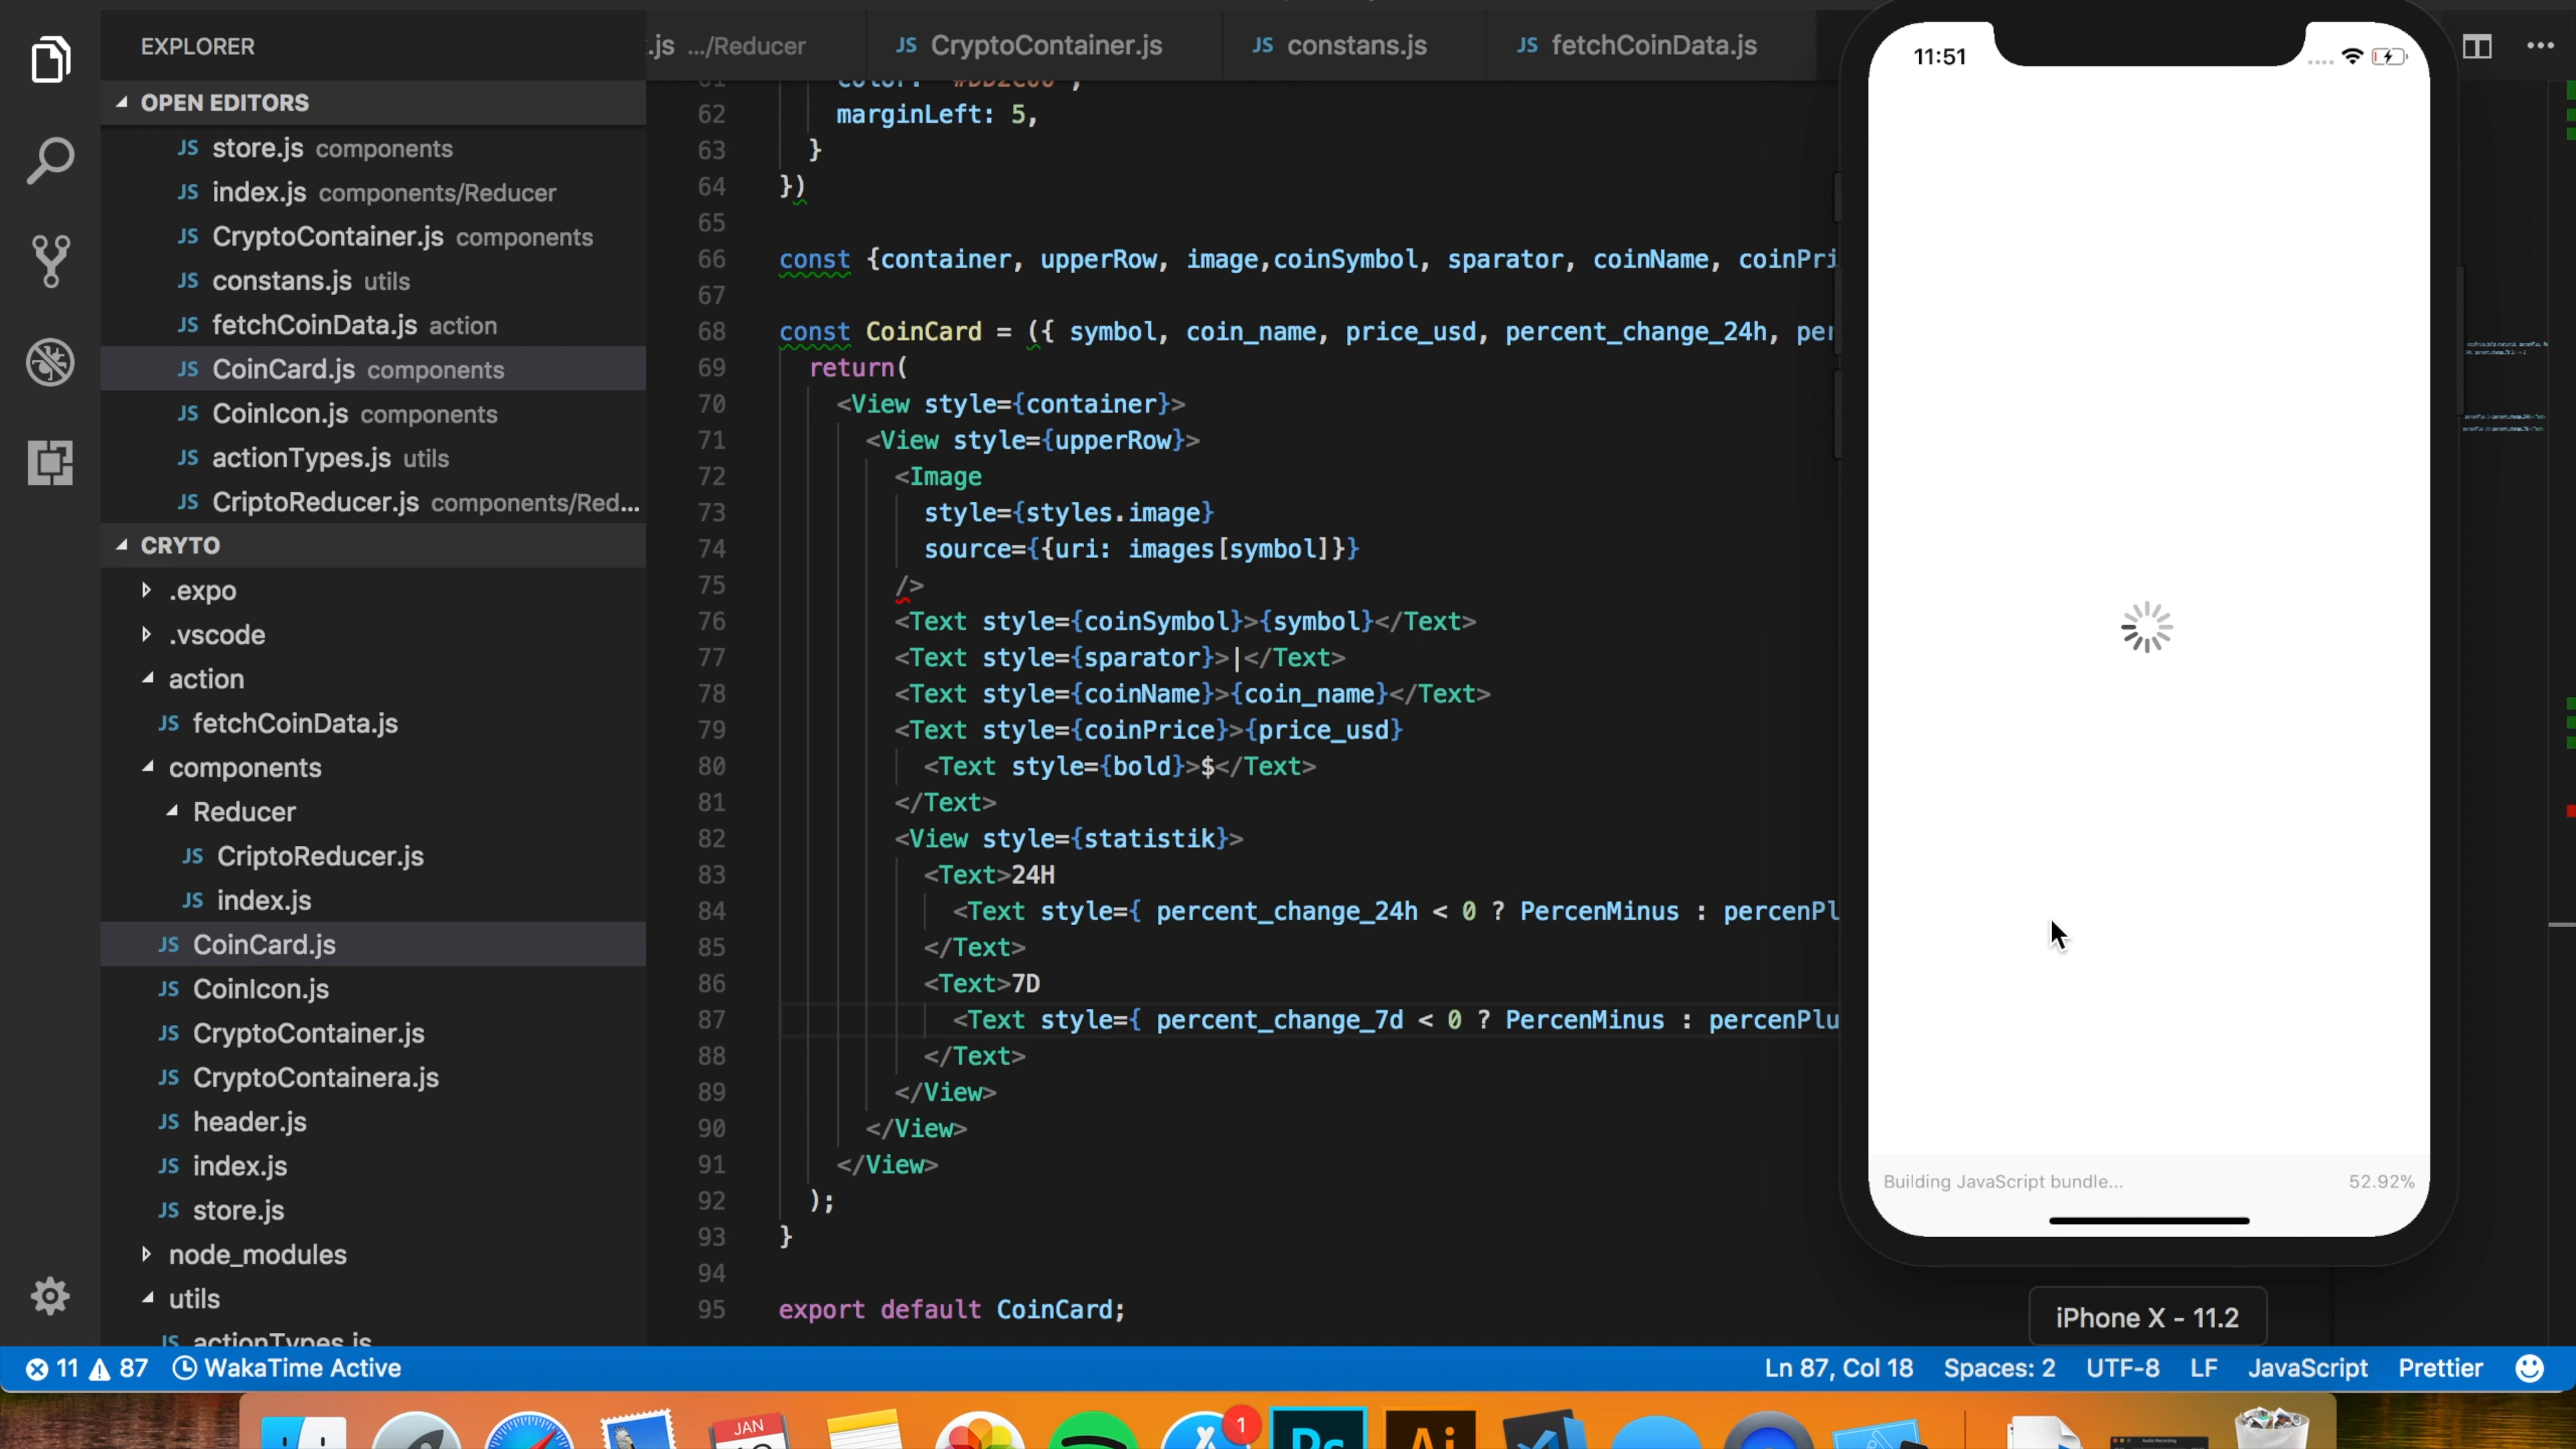 EXPLORER
OPEN EDITORS
JS store.js components
JS index.js components/Reducer
JS CryptoContainer.js components
JS constans.js utils
JS fetchCoinData.js action
JS CoinCard.js components
JS CoinIcon.js components
JS actionTypes.js utils
JS CriptoReducer.js components/Red...
CRYTO
.expo
.vscode
action
JS fetchCoinData.js
components
Reducer
JS CriptoReducer.js
JS index.js
JS CoinCard.js
JS CoinIcon.js
JS CryptoContainer.js
JS CryptoContainera.js
JS header.js
JS index.js
JS store.js
node_modules
utils
JS actionTypes.js
.js .../Reducer
JS CryptoContainer.js
JS constans.js
JS fetchCoinData.js
61 color: "#DD2C00",
62 marginLeft: 5,
63 }
64 })
65
66 const {container, upperRow, image,coinSymbol, sparator, coinName, coinPri
67
68 const CoinCard = ({ symbol, coin_name, price_usd, percent_change_24h, per
69 return(
70 <View style={container}>
71 <View style={upperRow}>
72 <Image
73 style={styles.image}
74 source={{uri: images[symbol]}}
75 />
76 <Text style={coinSymbol}>{symbol}</Text>
77 <Text style={sparator}>|</Text>
78 <Text style={coinName}>{coin_name}</Text>
79 <Text style={coinPrice}>{price_usd}
80 <Text style={bold}>$</Text>
81 </Text>
82 <View style={statistik}>
83 <Text>24H
84 <Text style={ percent_change_24h < 0 ? PercenMinus : percenPl
85 </Text>
86 <Text>7D
87 <Text style={ percent_change_7d < 0 ? PercenMinus : percenPlu
88 </Text>
89 </View>
90 </View>
91 </View>
92 );
93 }
94
95 export default CoinCard;
11:51
Building JavaScript bundle... 52.92%
iPhone X - 11.2
11 87 WakaTime Active
Ln 87, Col 18 Spaces: 2 UTF-8 LF JavaScript Prettier
JAN
1
Ps
Ai